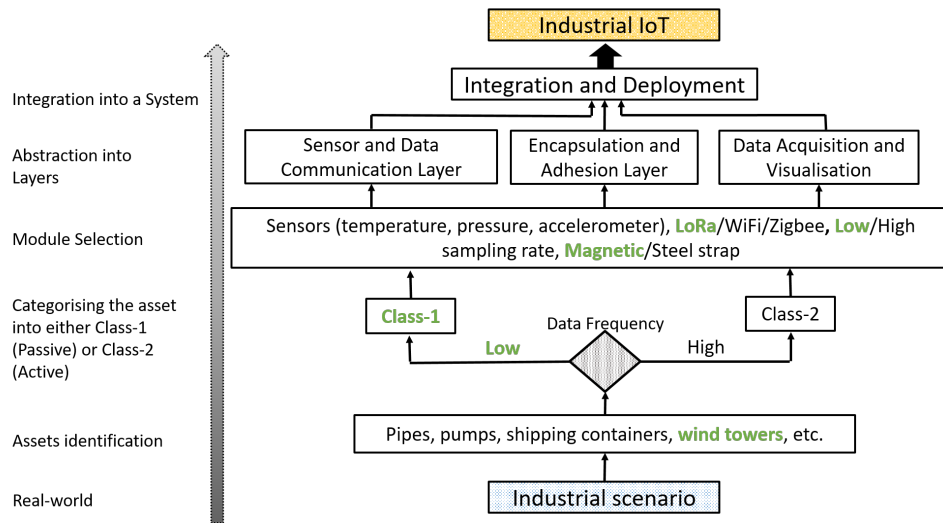 Industrial IoT
Integration into a System
Integration and Deployment
Abstraction into
Layers
Sensor and Data
Communication Layer
Encapsulation and
Adhesion Layer
Data Acquisition and
Visualisation
Module Selection
Sensors (temperature, pressure, accelerometer), LoRa/WiFi/Zigbee, Low/High
sampling rate, Magnetic/Steel strap
Categorising the asset
into either Class-1
(Passive) or Class-2
(Active)
Class-1
Data Frequency
Class-2
Low
High
Assets identification
Pipes, pumps, shipping containers, wind towers, etc.
Real-world
Industrial scenario